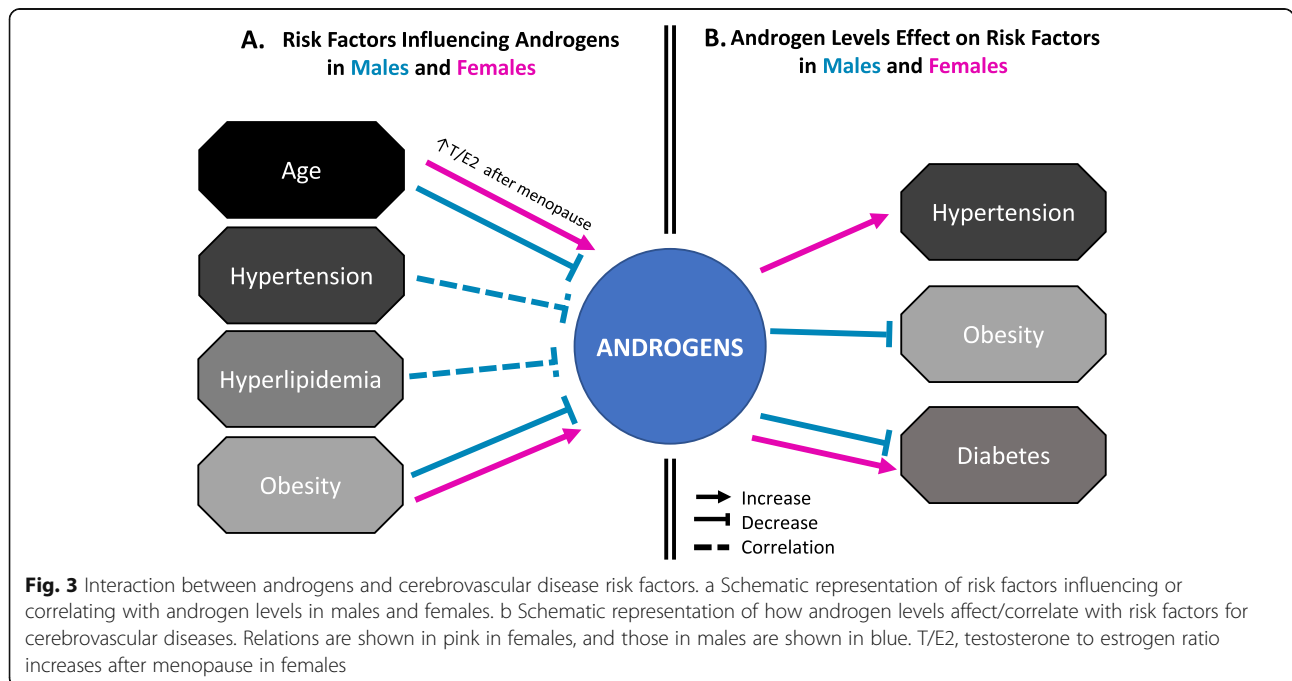 A. Risk Factors Influencing Androgens
in Males and Females
B. Androgen Levels Effect on Risk Factors
in Males and Females
Age
↑T/E2 after menopause
Hypertension
Hyperlipidemia
Obesity
ANDROGENS
Hypertension
Obesity
Diabetes
Increase
Decrease
Correlation
Fig. 3 Interaction between androgens and cerebrovascular disease risk factors. a Schematic representation of risk factors influencing or
correlating with androgen levels in males and females. b Schematic representation of how androgen levels affect/correlate with risk factors for
cerebrovascular diseases. Relations are shown in pink in females, and those in males are shown in blue. T/E2, testosterone to estrogen ratio
increases after menopause in females